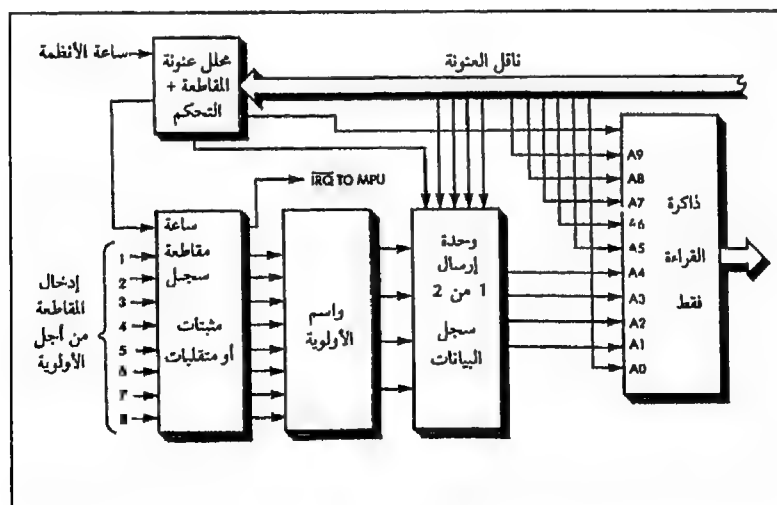 ساعة الأنظمة
محلل عنونة
المقاطعة +
التحكم
ناقل العنونة
IRQ TO MPU
ساعة
مقاطعة
سجل
مثبتات
أو متقلبات
إدخال
المقاطعة
من أجل
الأولوية
1
2
3
4
5
6
7
8
واسم
الأولوية
وحدة
إرسال
1 من 2
سجل
البيانات
A9
A8
A7
A6
A5
A4
A3
A2
A1
A0
ذاكرة
القراءة
فقط